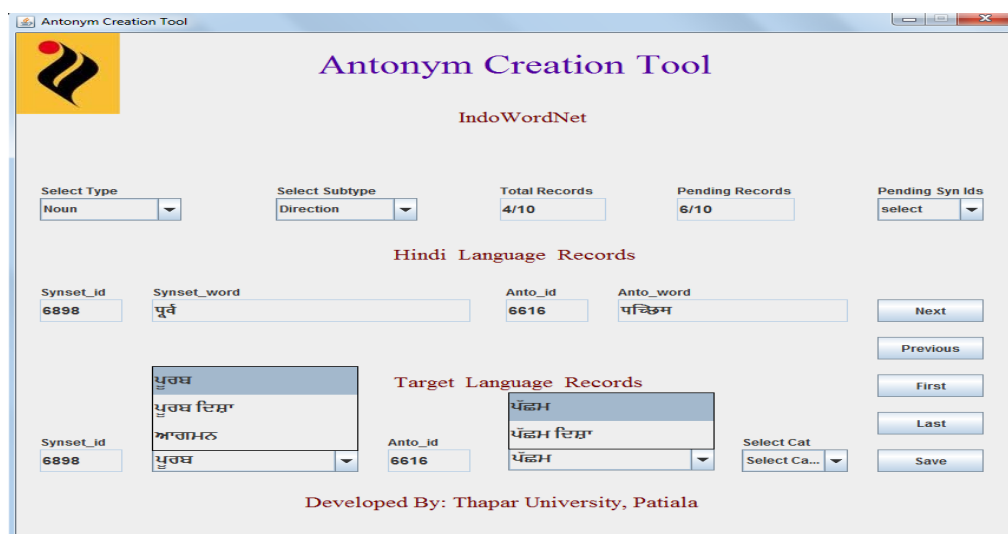 Antonym Creation Tool
Antonym Creation Tool
IndoWordNet
Select Type Select Subtype Total Records Pending Records Pending Syn Ids
Noun Direction 4/10 6/10 select
Hindi Language Records
Synset_id Synset_word Anto_id Anto_word
6898 पूर्व 6616 पच्छिम Next
Previous
ਪੂਰਬ Target Language Records First
ਪੱਛਮ
ਪੂਰਬ ਦਿਸ਼ਾ
ਪੱਛਮ ਦਿਸ਼ਾ Last
ਆਗਮਨ
Synset_id Anto_id Select Cat
6898 ਪੂਰਬ 6616 ਪੱਛਮ Select Ca... Save
Developed By: Thapar University, Patiala